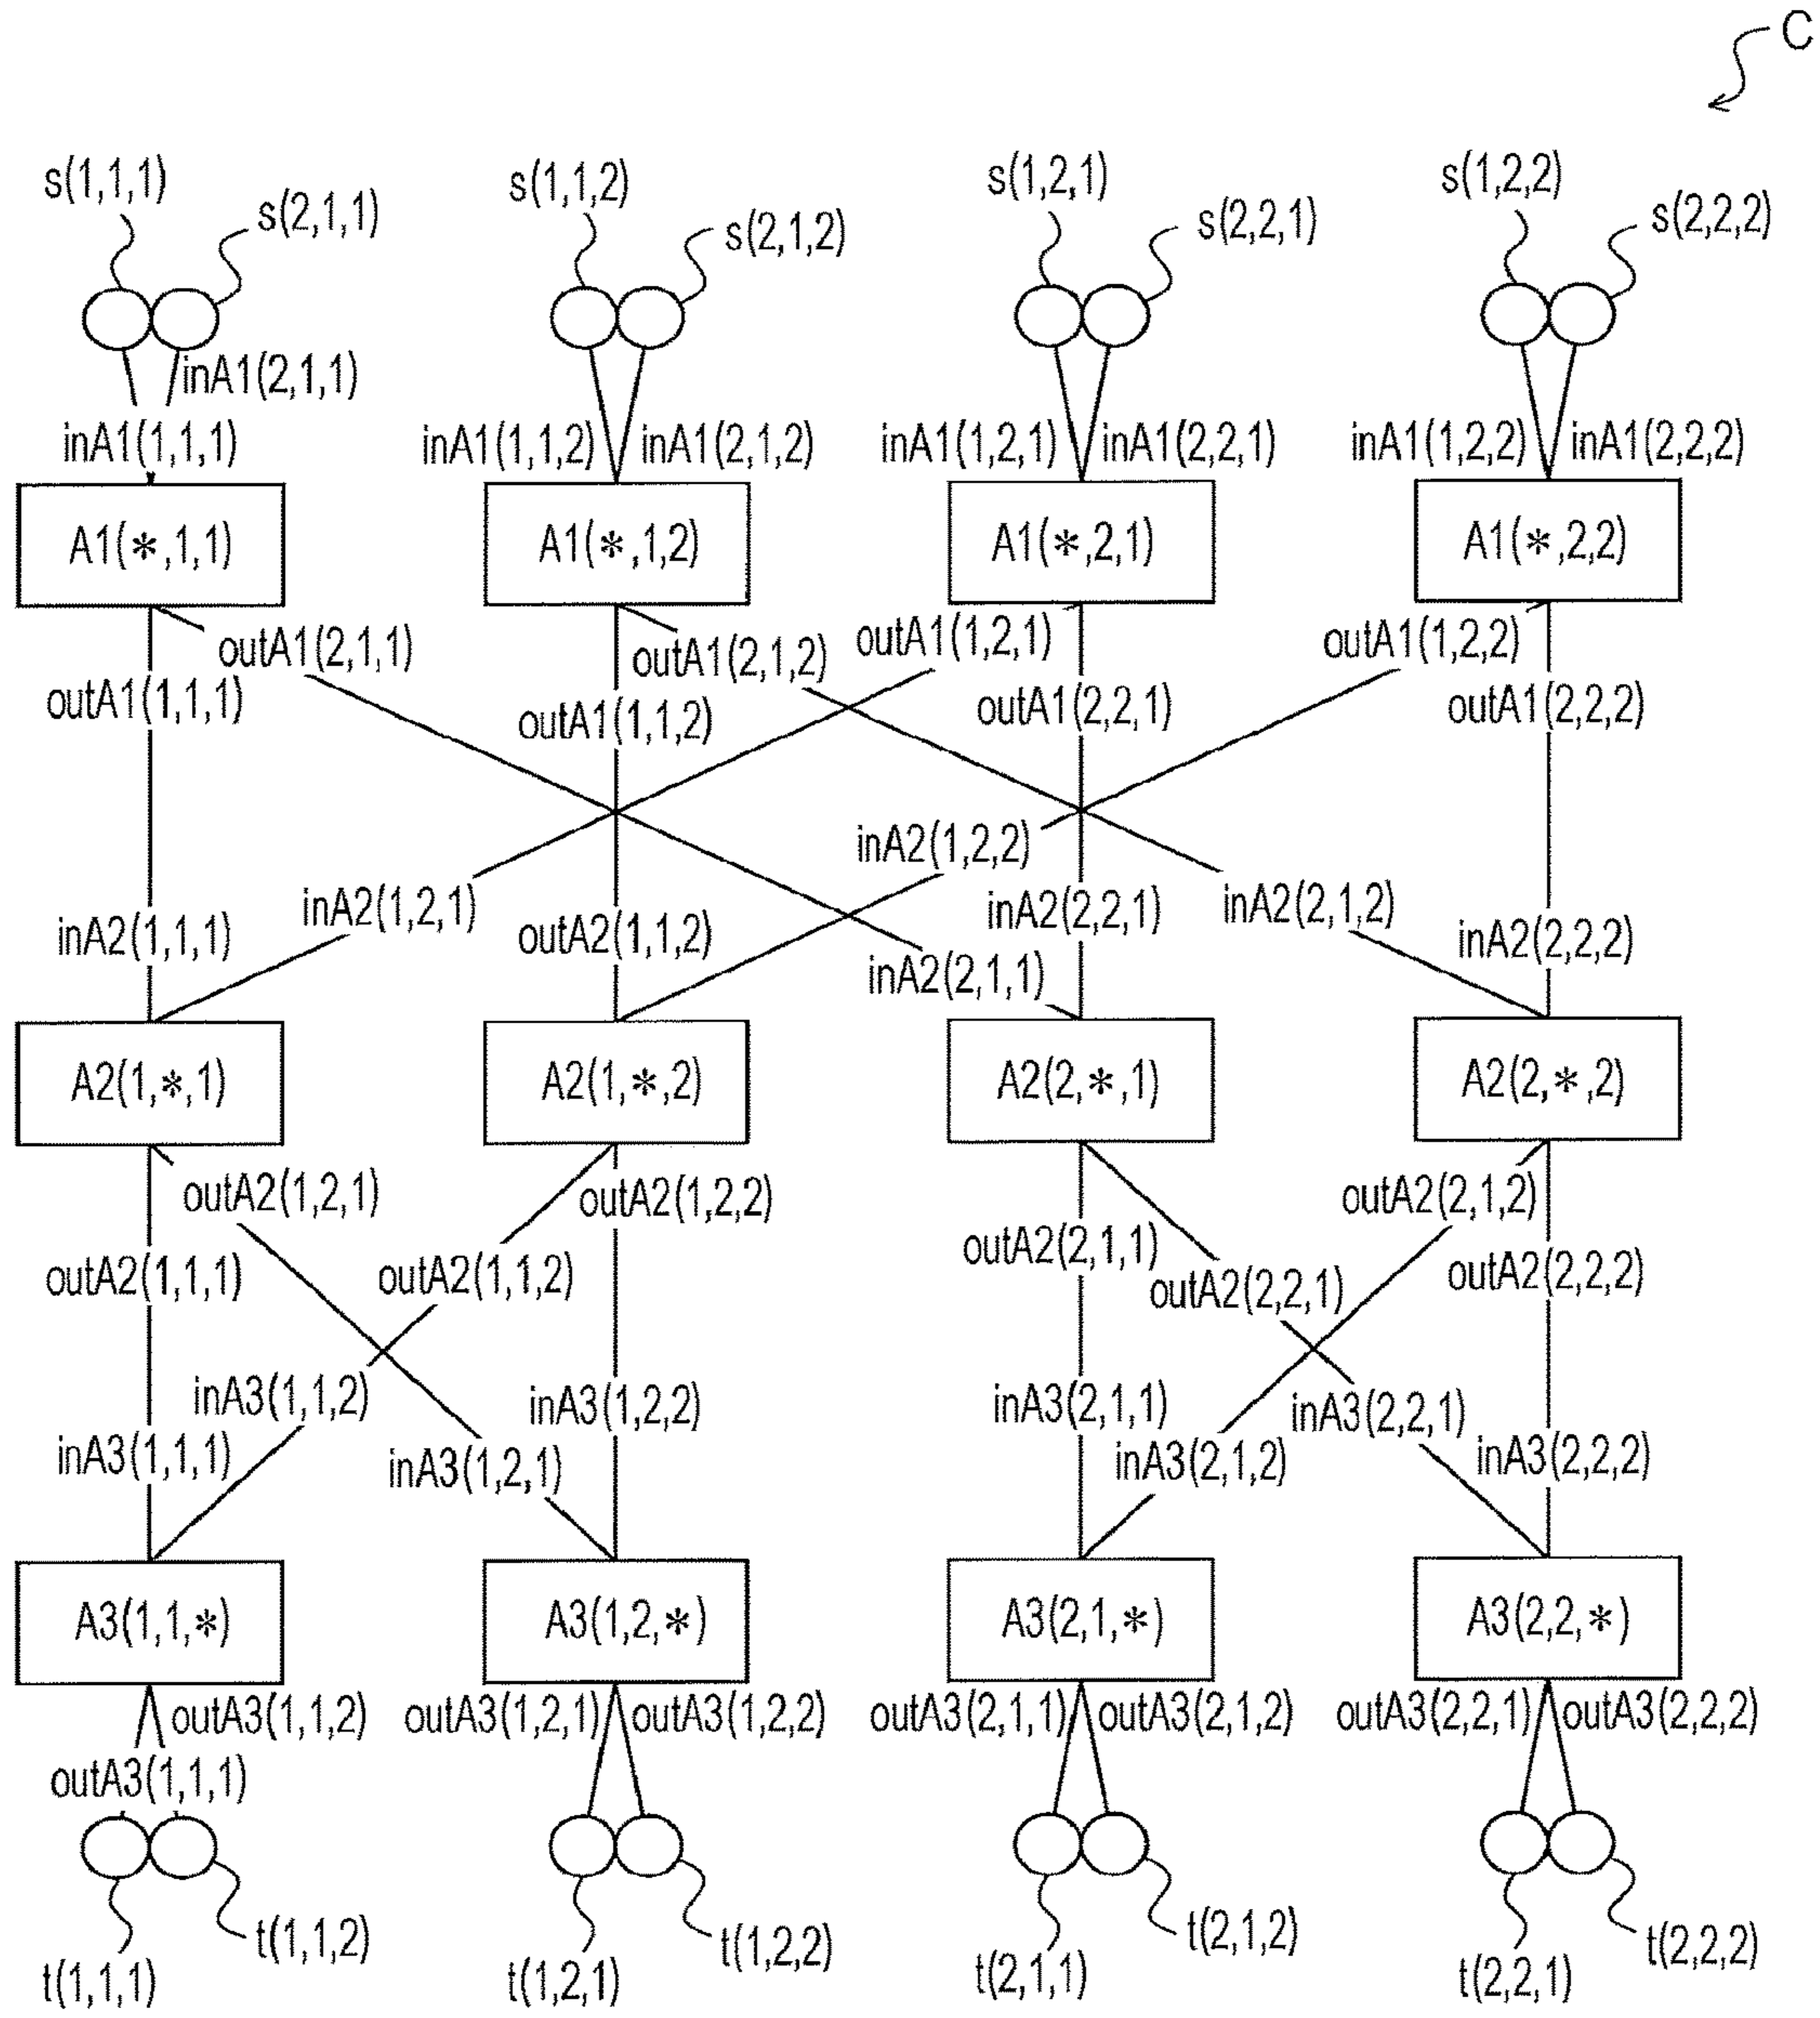 C
s(1,1,1)
s(2,1,1)
s(1,1,2)
s(2,1,2)
s(1,2,1)
s(2,2,1)
s(1,2,2)
s(2,2,2)
inA1(2,1,1)
inA1(1,1,1)
inA1(1,1,2)
inA1(2,1,2)
inA1(1,2,1)
inA1(2,2,1)
inA1(1,2,2)
inA1(2,2,2)
A1(*,1,1)
A1(*,1,2)
A1(*,2,1)
A1(*,2,2)
outA1(2,1,1)
outA1(1,1,1)
outA1(2,1,2)
outA1(1,1,2)
outA1(1,2,1)
outA1(2,2,1)
outA1(1,2,2)
outA1(2,2,2)
inA2(1,1,1)
inA2(1,2,1)
outA2(1,1,2)
inA2(1,2,2)
inA2(2,1,1)
inA2(2,2,1)
inA2(2,1,2)
inA2(2,2,2)
A2(1,*,1)
A2(1,*,2)
A2(2,*,1)
A2(2,*,2)
outA2(1,2,1)
outA2(1,1,1)
outA2(1,1,2)
outA2(1,2,2)
outA2(2,1,1)
outA2(2,2,1)
outA2(2,1,2)
outA2(2,2,2)
inA3(1,1,2)
inA3(1,1,1)
inA3(1,2,1)
inA3(1,2,2)
inA3(2,1,1)
inA3(2,1,2)
inA3(2,2,1)
inA3(2,2,2)
A3(1,1,*)
A3(1,2,*)
A3(2,1,*)
A3(2,2,*)
outA3(1,1,2)
outA3(1,1,1)
outA3(1,2,1)
outA3(1,2,2)
outA3(2,1,1)
outA3(2,1,2)
outA3(2,2,1)
outA3(2,2,2)
t(1,1,1)
t(1,1,2)
t(1,2,1)
t(1,2,2)
t(2,1,1)
t(2,1,2)
t(2,2,1)
t(2,2,2)